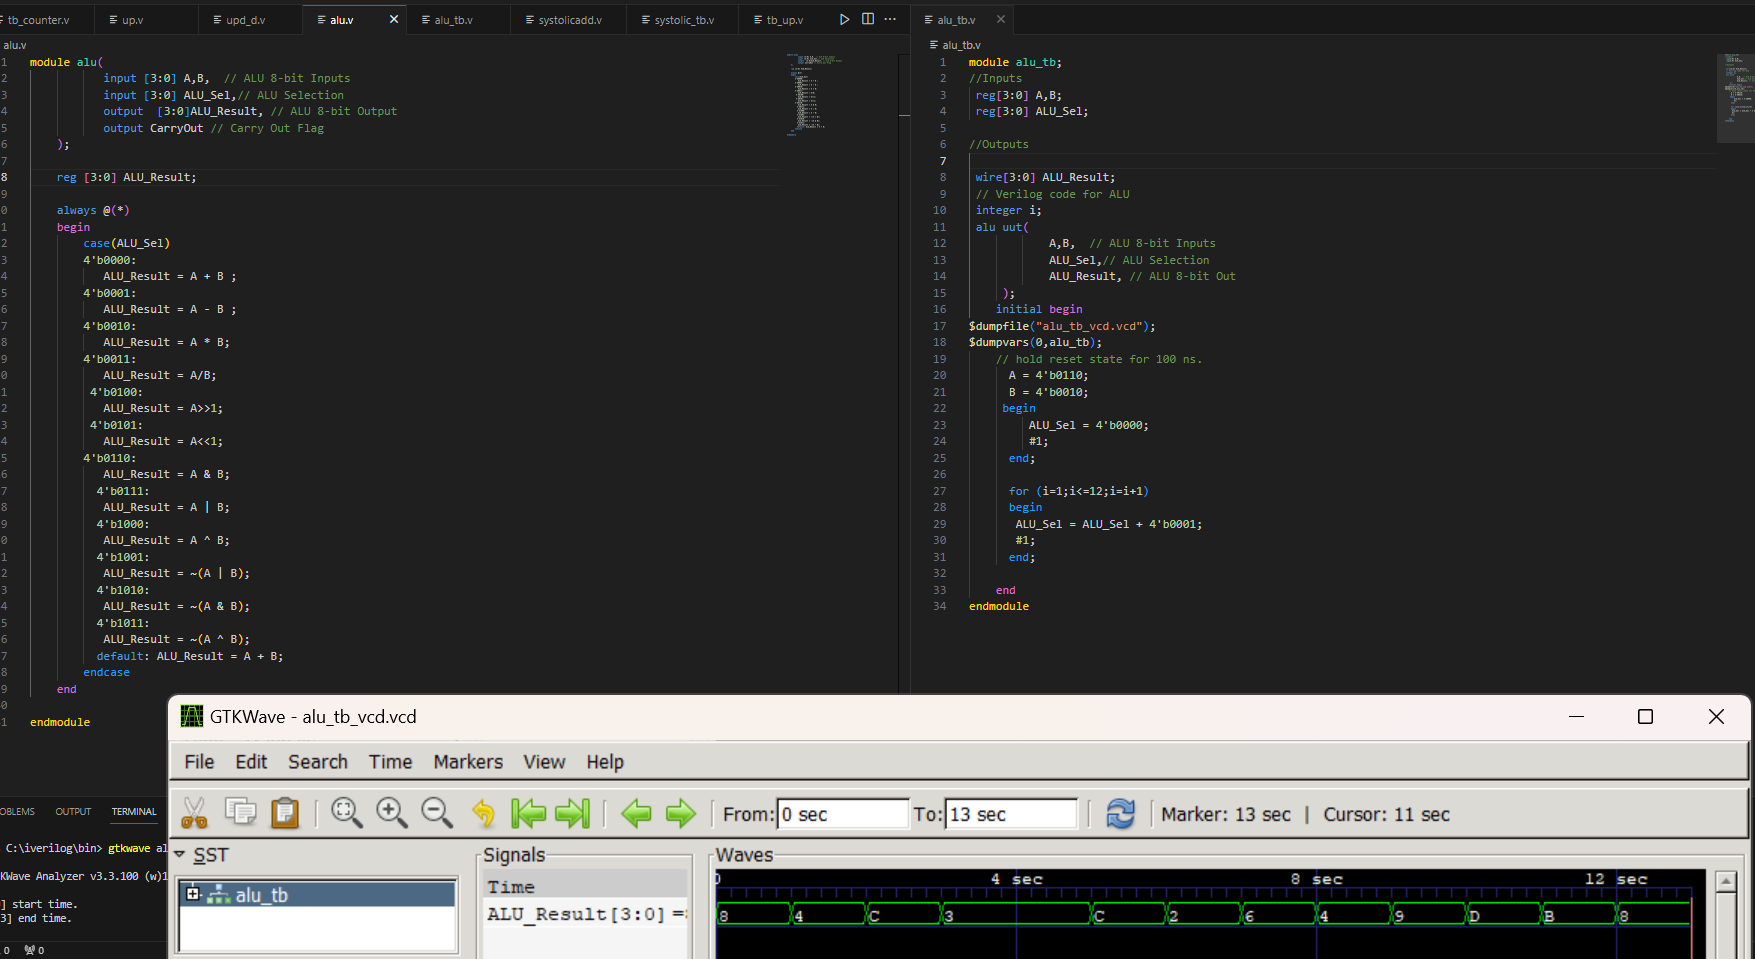 tb_counter.v
up.v
upd_d.v
alu.v
alu_tb.v
systolicadd.v
systolic_tb.v
tb_up.v
alu.v
1 module alu(
2 input [3:0] A,B,  // ALU 8-bit Inputs
3 input [3:0] ALU_Sel,// ALU Selection
4 output  [3:0]ALU_Result, // ALU 8-bit Output
5 output CarryOut // Carry Out Flag
6 );
7
8 reg [3:0] ALU_Result;
9
0 always @(*)
1 begin
2 case(ALU_Sel)
3 4'b0000:
4 ALU_Result = A + B ;
5 4'b0001:
6 ALU_Result = A - B ;
7 4'b0010:
8 ALU_Result = A * B;
9 4'b0011:
0 ALU_Result = A/B;
1 4'b0100:
2 ALU_Result = A>>1;
3 4'b0101:
4 ALU_Result = A<<1;
5 4'b0110:
6 ALU_Result = A & B;
7 4'b0111:
8 ALU_Result = A | B;
9 4'b1000:
0 ALU_Result = A ^ B;
1 4'b1001:
2 ALU_Result = ~(A | B);
3 4'b1010:
4 ALU_Result = ~(A & B);
5 4'b1011:
6 ALU_Result = ~(A ^ B);
7 default: ALU_Result = A + B;
8 endcase
9 end
0
1 endmodule
alu_tb.v
alu_tb.v
1 module alu_tb;
2 //Inputs
3 reg[3:0] A,B;
4 reg[3:0] ALU_Sel;
5
6 //Outputs
7
8 wire[3:0] ALU_Result;
9 // Verilog code for ALU
10 integer i;
11 alu uut(
12 A,B,  // ALU 8-bit Inputs
13 ALU_Sel,// ALU Selection
14 ALU_Result, // ALU 8-bit Out
15 );
16 initial begin
17 $dumpfile("alu_tb_vcd.vcd");
18 $dumpvars(0,alu_tb);
19 // hold reset state for 100 ns.
20 A = 4'b0110;
21 B = 4'b0010;
22 begin
23 ALU_Sel = 4'b0000;
24 #1;
25 end;
26
27 for (i=1;i<=12;i=i+1)
28 begin
29 ALU_Sel = ALU_Sel + 4'b0001;
30 #1;
31 end;
32
33 end
34 endmodule
OBLEMS OUTPUT TERMINAL
C:\iverilog\bin> gtkwave al
KWave Analyzer v3.3.100 (w)1
] start time.
3] end time.
0 0
GTKWave - alu_tb_vcd.vcd
File Edit Search Time Markers View Help
From: 0 sec To: 13 sec Marker: 13 sec | Cursor: 11 sec
SST
alu_tb
Signals
Time
ALU_Result[3:0] =
Waves
0 4 sec 8 sec 12 sec
8 4 C 3 C 2 6 4 9 D B 8